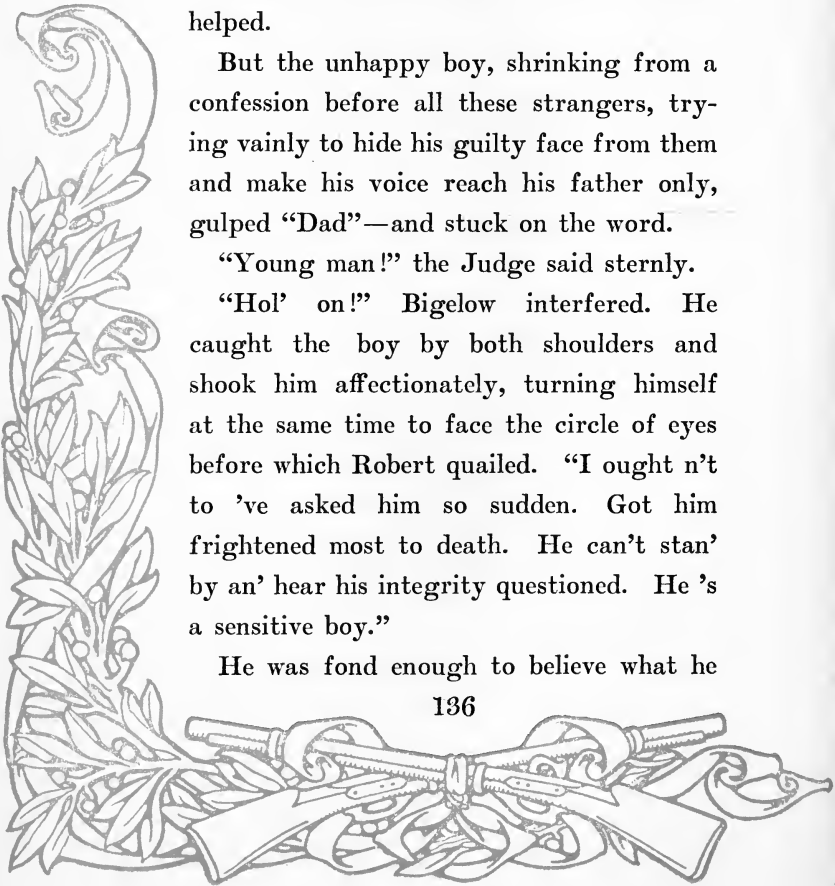 helped.
But the unhappy boy, shrinking from a
confession before all these strangers, try-
ing vainly to hide his guilty face from them
and make his voice reach his father only,
gulped “Dad”—and stuck on the word.
“Young man!” the Judge said sternly.
“Hol’ on!” Bigelow interfered. He
caught the boy by both shoulders and
shook him affectionately, turning himself
at the same time to face the circle of eyes
before which Robert quailed. “I ought n’t
to ’ve asked him so sudden. Got him
frightened most to death. He can’t stan’
by an’ hear his integrity questioned. He ’s
a sensitive boy.”
He was fond enough to believe what he
136